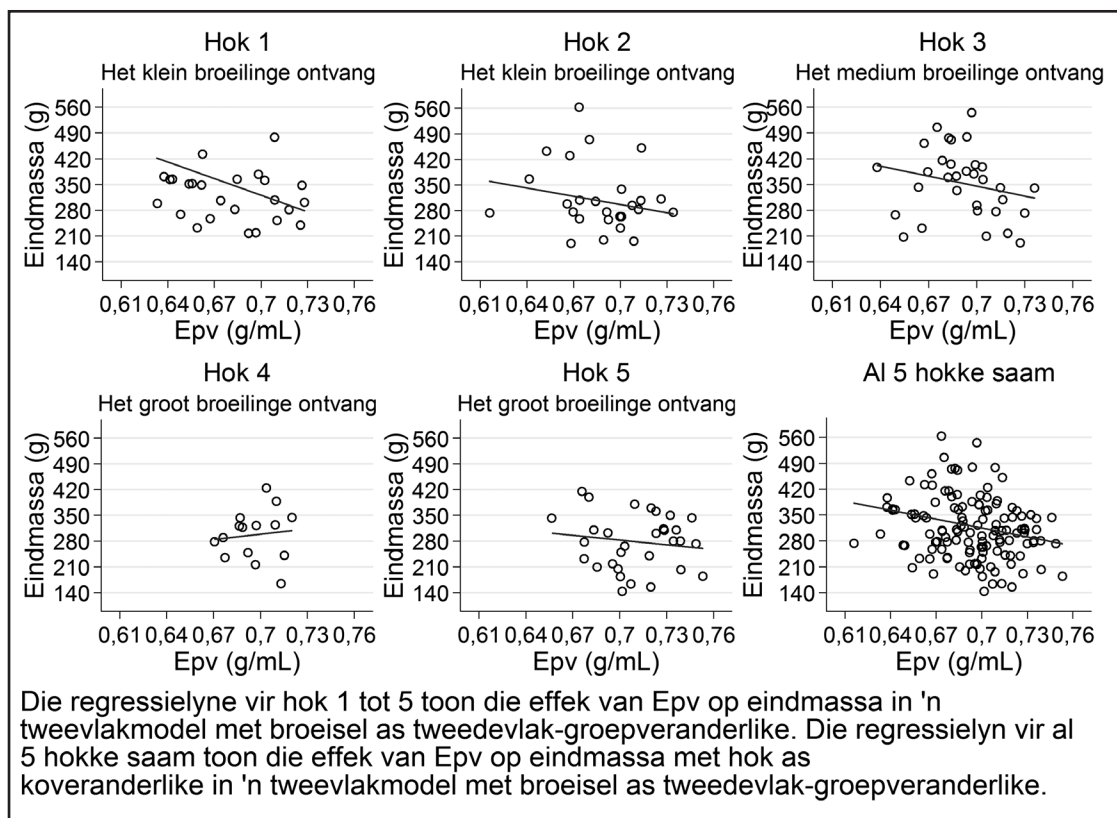 Hok 1
Het klein broeilinge ontvang
Eindmassa (g)
560
490
420
350
280
210
140
0,61 0,64 0,67 0,7 0,73 0,76
Epv (g/mL)
Hok 2
Het klein broeilinge ontvang
Eindmassa (g)
560
490
420
350
280
210
140
0,61 0,64 0,67 0,7 0,73 0,76
Epv (g/mL)
Hok 3
Het medium broeilinge ontvang
Eindmassa (g)
560
490
420
350
280
210
140
0,61 0,64 0,67 0,7 0,73 0,76
Epv (g/mL)
Hok 4
Het groot broeilinge ontvang
Eindmassa (g)
560
490
420
350
280
210
140
0,61 0,64 0,67 0,7 0,73 0,76
Epv (g/mL)
Hok 5
Het groot broeilinge ontvang
Eindmassa (g)
560
490
420
350
280
210
140
0,61 0,64 0,67 0,7 0,73 0,76
Epv (g/mL)
Al 5 hokke saam
Eindmassa (g)
560
490
420
350
280
210
140
0,61 0,64 0,67 0,7 0,73 0,76
Epv (g/mL)
Die regressielyne vir hok 1 tot 5 toon die effek van Epv op eindmassa in 'n
tweevlakmodel met broeisel as tweedevlak-groepveranderlike. Die regressielyn vir al
5 hokke saam toon die effek van Epv op eindmassa met hok as
koveranderlike in 'n tweevlakmodel met broeisel as tweedevlak-groepveranderlike.